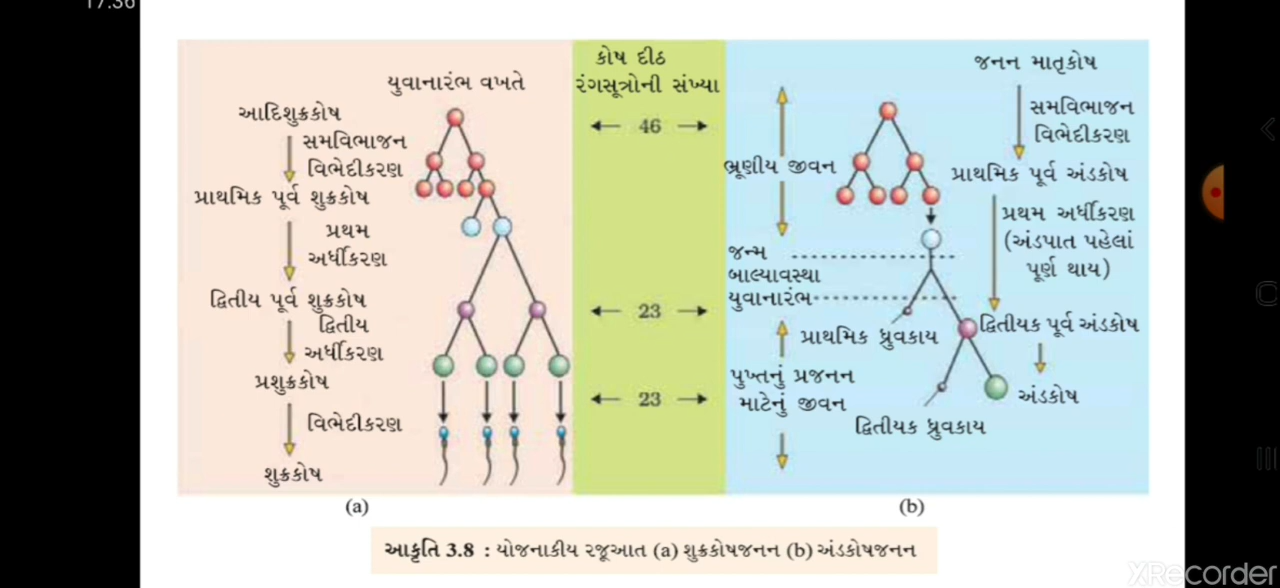 17:36
યુવાનારંભ વખતે
આદિશુક્રકોષ
સમવિભાજન
વિભેદીકરણ
પ્રાથમિક પૂર્વ શુક્રકોષ
પ્રથમ
અર્ધીકરણ
દ્વિતીય પૂર્વ શુક્રકોષ
દ્વિતીય
અર્ધીકરણ
પ્રશુક્રકોષ
વિભેદીકરણ
શુક્રકોષ
(a)
કોષ દીઠ
રંગસૂત્રોની સંખ્યા
46
23
23
જનન માતૃકોષ
સમવિભાજન
વિભેદીકરણ
ભ્રૂણીય જીવન
પ્રાથમિક પૂર્વ અંડકોષ
પ્રથમ અર્ધીકરણ
(અંડપાત પહેલાં
પૂર્ણ થાય)
જન્મ
બાલ્યાવસ્થા
યુવાનારંભ
પ્રાથમિક ધ્રુવકાય
દ્વિતીયક પૂર્વ અંડકોષ
પુખ્તનું પ્રજનન
માટેનું જીવન
અંડકોષ
દ્વિતીયક ધ્રુવકાય
(b)
આકૃતિ 3.8 : યોજનાકીય રજૂઆત (a) શુક્રકોષજનન (b) અંડકોષજનન
XRecorder